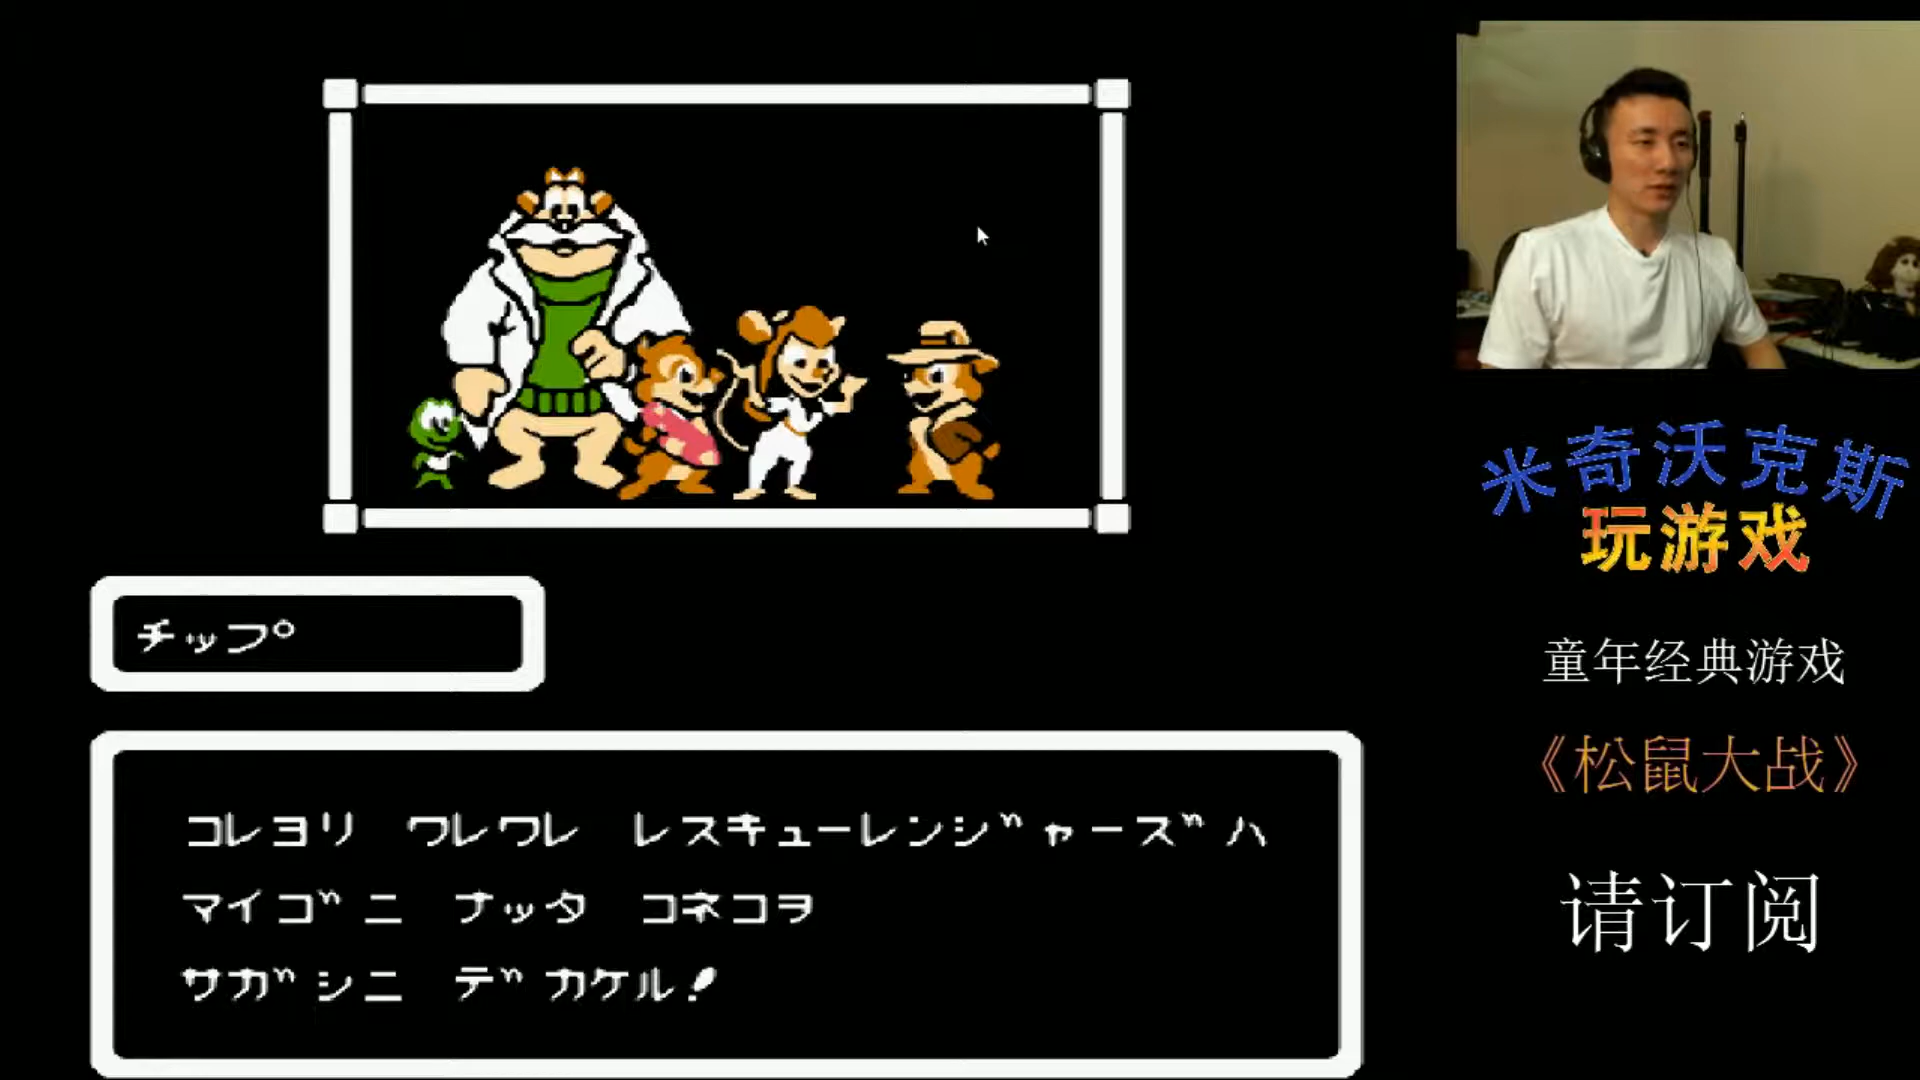 チップ
コレヨリ ワレワレ レスキューレンジャーズハ
マイゴニ ナッタ コネコヲ
サガシニ デカケル!
米奇沃克斯
玩游戏
童年经典游戏
《松鼠大战》
请订阅